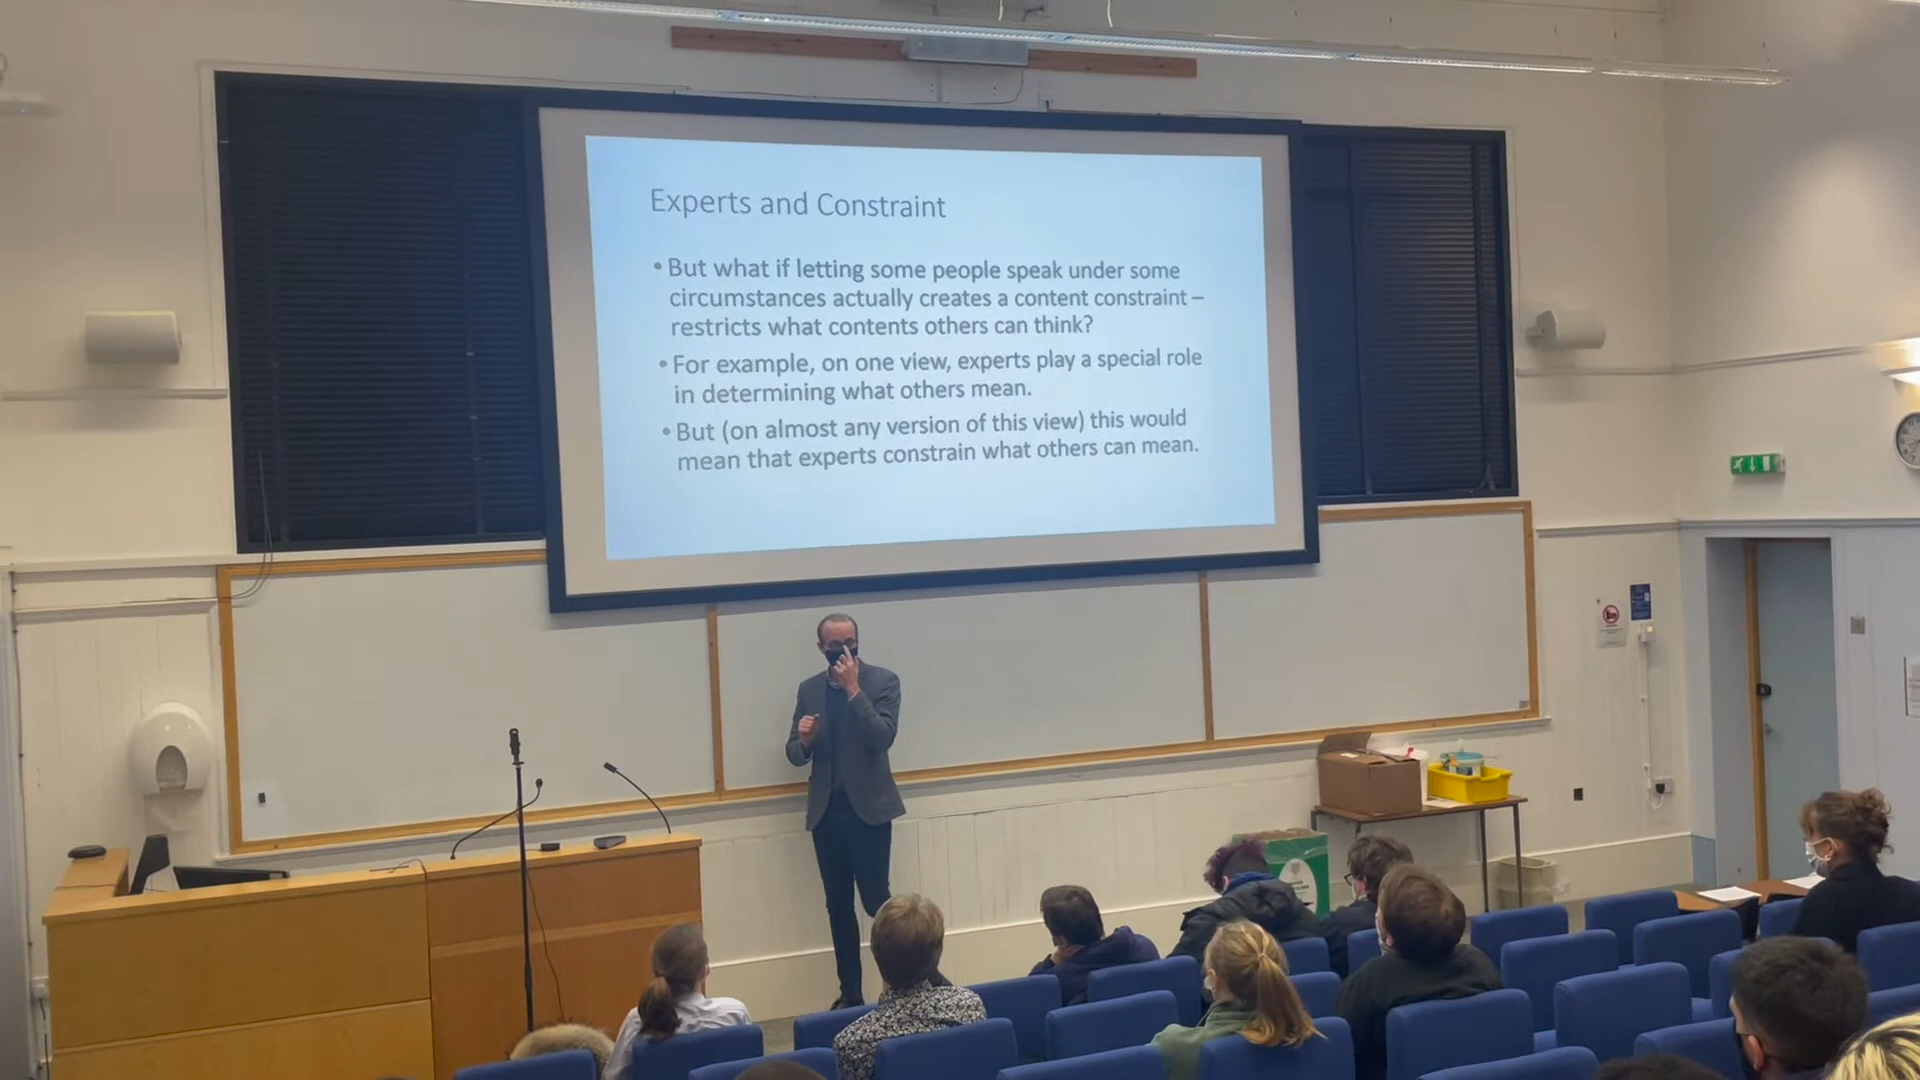 Experts and Constraint
• But what if letting some people speak under some
circumstances actually creates a content constraint –
restricts what contents others can think?
• For example, on one view, experts play a special role
in determining what others mean.
• But (on almost any version of this view) this would
mean that experts constrain what others can mean.